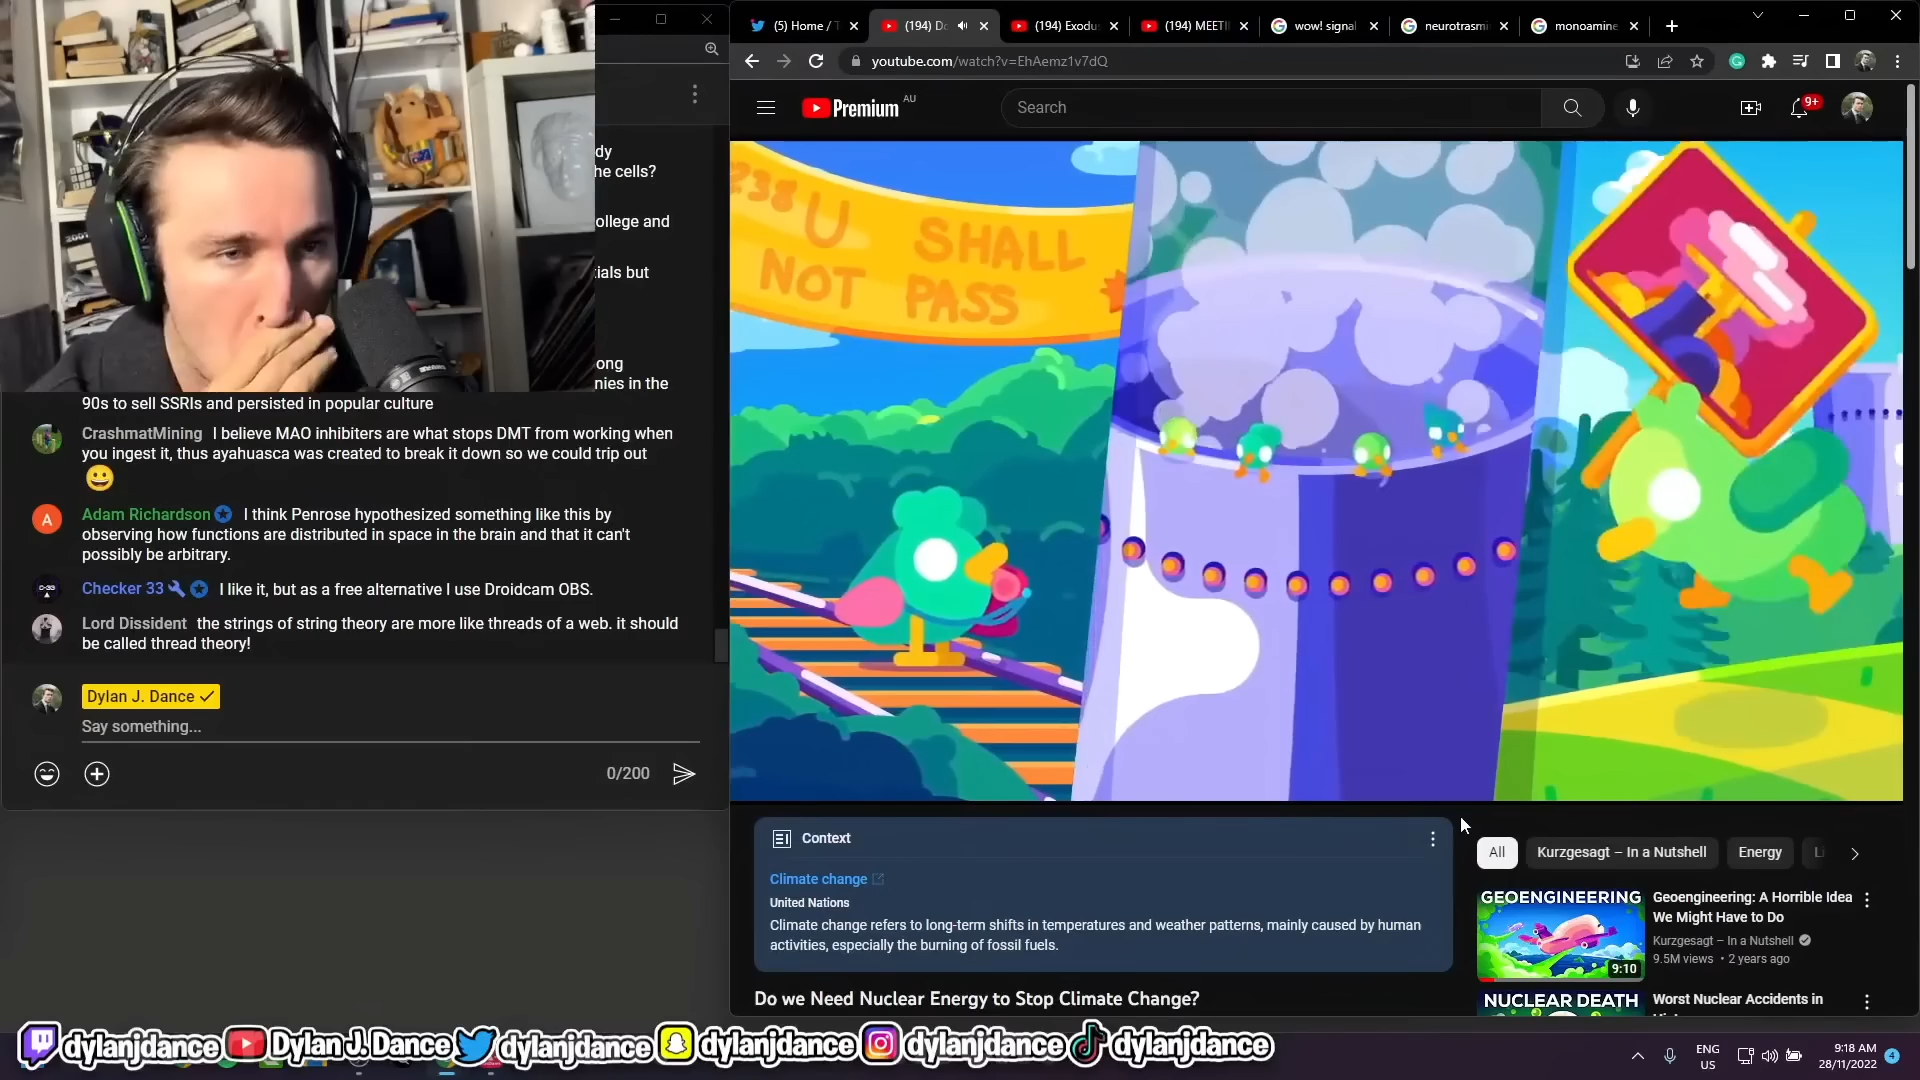 (5) Home / T
(194) Do
(194) Exodu
(194) MEETI
wow! signal
neurotrasmi
monoamine
youtube.com/watch?v=EhAemz1v7dQ
Premium AU
Search
9+
dy
he cells?
ollege and
ials but
ong
nies in the
90s to sell SSRIs and persisted in popular culture
CrashmatMining I believe MAO inhibiters are what stops DMT from working when
you ingest it, thus ayahuasca was created to break it down so we could trip out
A
Adam Richardson I think Penrose hypothesized something like this by
observing how functions are distributed in space in the brain and that it can't
possibly be arbitrary.
Checker 33 I like it, but as a free alternative I use Droidcam OBS.
Lord Dissident the strings of string theory are more like threads of a web. it should
be called thread theory!
Dylan J. Dance
Say something...
0/200
238 U SHALL
NOT PASS
Context
Climate change
United Nations
Climate change refers to long-term shifts in temperatures and weather patterns, mainly caused by human
activities, especially the burning of fossil fuels.
Do we Need Nuclear Energy to Stop Climate Change?
All
Kurzgesagt – In a Nutshell
Energy
GEOENGINEERING
9:10
Geoengineering: A Horrible Idea
We Might Have to Do
Kurzgesagt – In a Nutshell
9.5M views • 2 years ago
NUCLEAR DEATH
Worst Nuclear Accidents in
dylanjdance
Dylan J. Dance
dylanjdance
dylanjdance
dylanjdance
dylanjdance
ENG
US
9:18 AM
28/11/2022
4